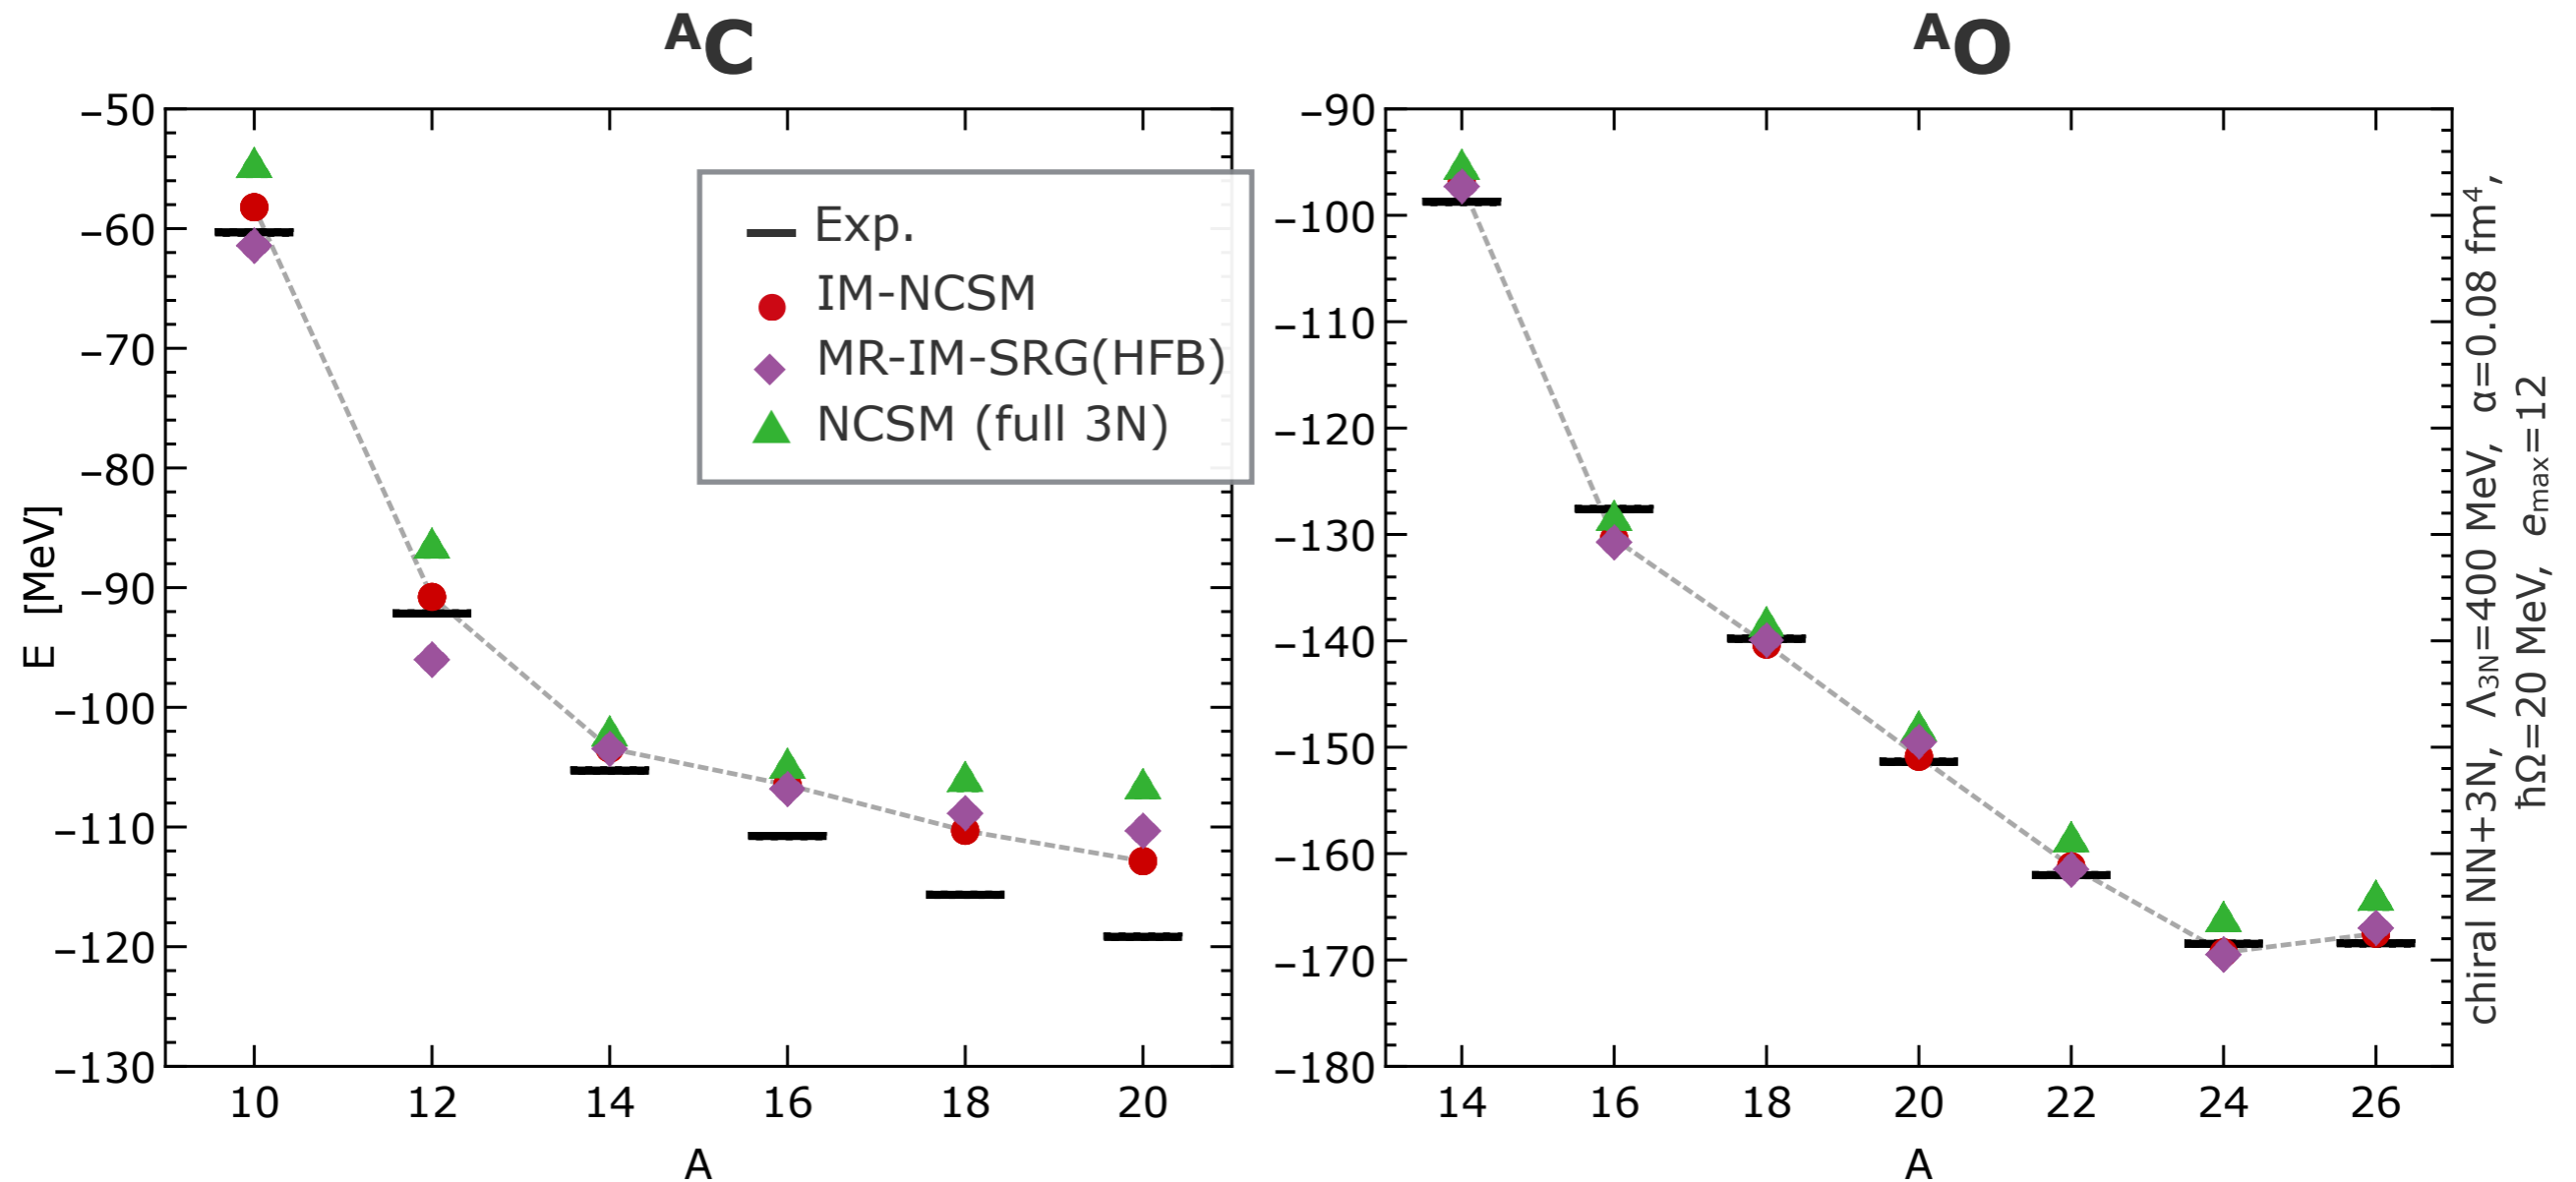 ᴬC
−50
−60
−70
−80
−90
−100
−110
−120
−130
E [MeV]
10 12 14 16 18 20
A
Exp.
IM-NCSM
MR-IM-SRG(HFB)
NCSM (full 3N)
ᴬO
−90
−100
−110
−120
−130
−140
−150
−160
−170
−180
14 16 18 20 22 24 26
A
chiral NN+3N, Λ₃N=400 MeV, α=0.08 fm⁴,
ħΩ=20 MeV, eₘₐₓ=12